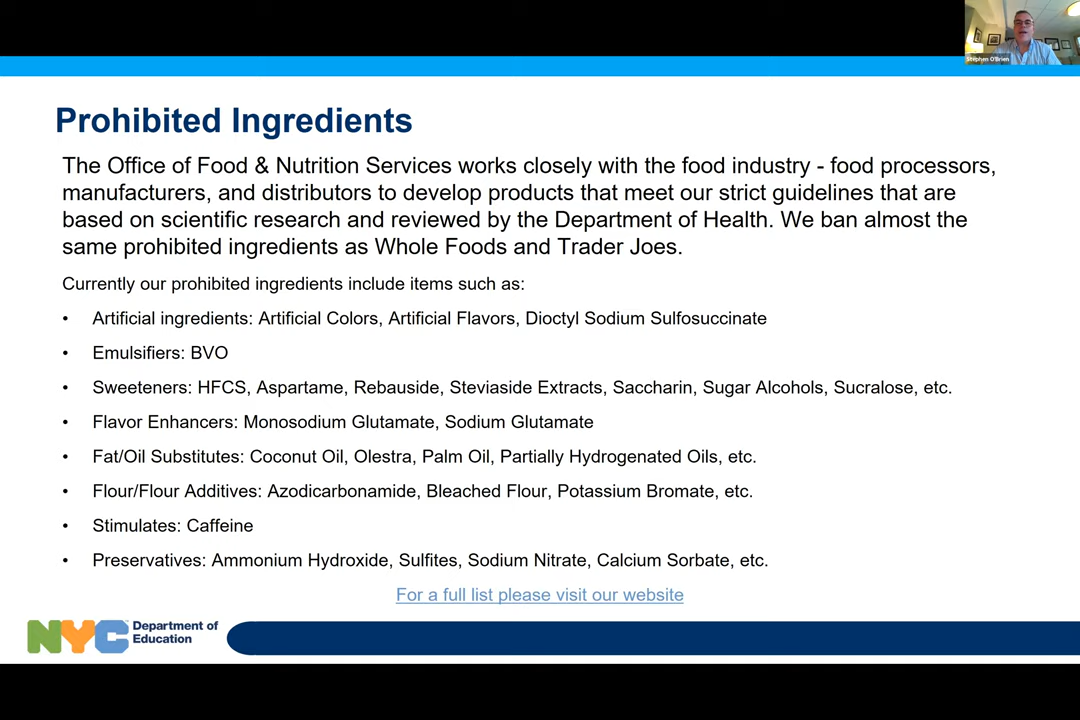 Stephen O'Brien
Prohibited Ingredients
The Office of Food & Nutrition Services works closely with the food industry - food processors,
manufacturers, and distributors to develop products that meet our strict guidelines that are
based on scientific research and reviewed by the Department of Health. We ban almost the
same prohibited ingredients as Whole Foods and Trader Joes.
Currently our prohibited ingredients include items such as:
• Artificial ingredients: Artificial Colors, Artificial Flavors, Dioctyl Sodium Sulfosuccinate
• Emulsifiers: BVO
• Sweeteners: HFCS, Aspartame, Rebauside, Steviaside Extracts, Saccharin, Sugar Alcohols, Sucralose, etc.
• Flavor Enhancers: Monosodium Glutamate, Sodium Glutamate
• Fat/Oil Substitutes: Coconut Oil, Olestra, Palm Oil, Partially Hydrogenated Oils, etc.
• Flour/Flour Additives: Azodicarbonamide, Bleached Flour, Potassium Bromate, etc.
• Stimulates: Caffeine
• Preservatives: Ammonium Hydroxide, Sulfites, Sodium Nitrate, Calcium Sorbate, etc.
For a full list please visit our website
NYC Department of
Education